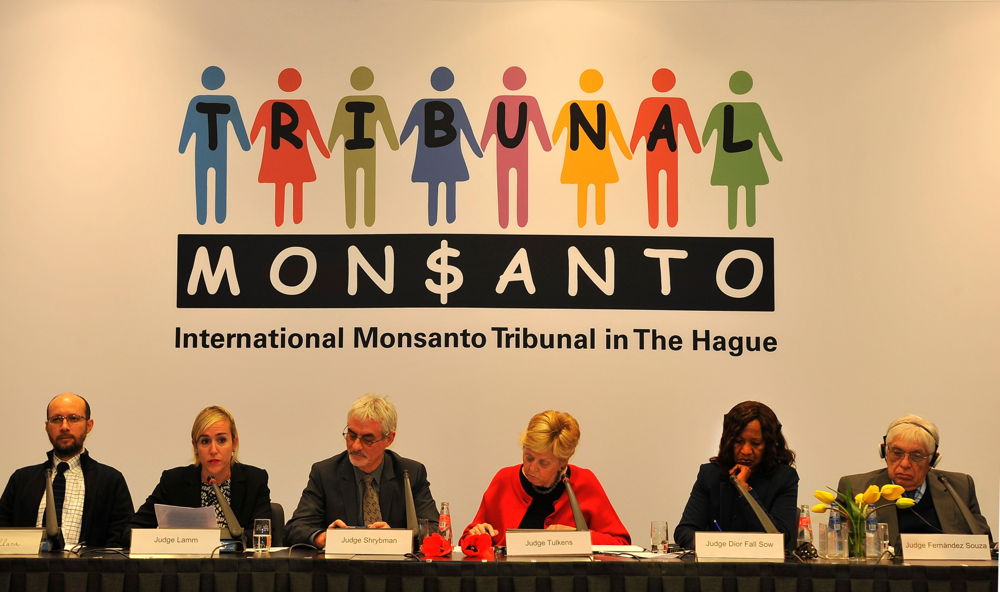 TRIBUNAL
MON$ANTO
International Monsanto Tribunal in The Hague
Judge Lamm
Judge Shrybman
Judge Tulkens
Judge Dior Fall Sow
Judge Fernández Souza